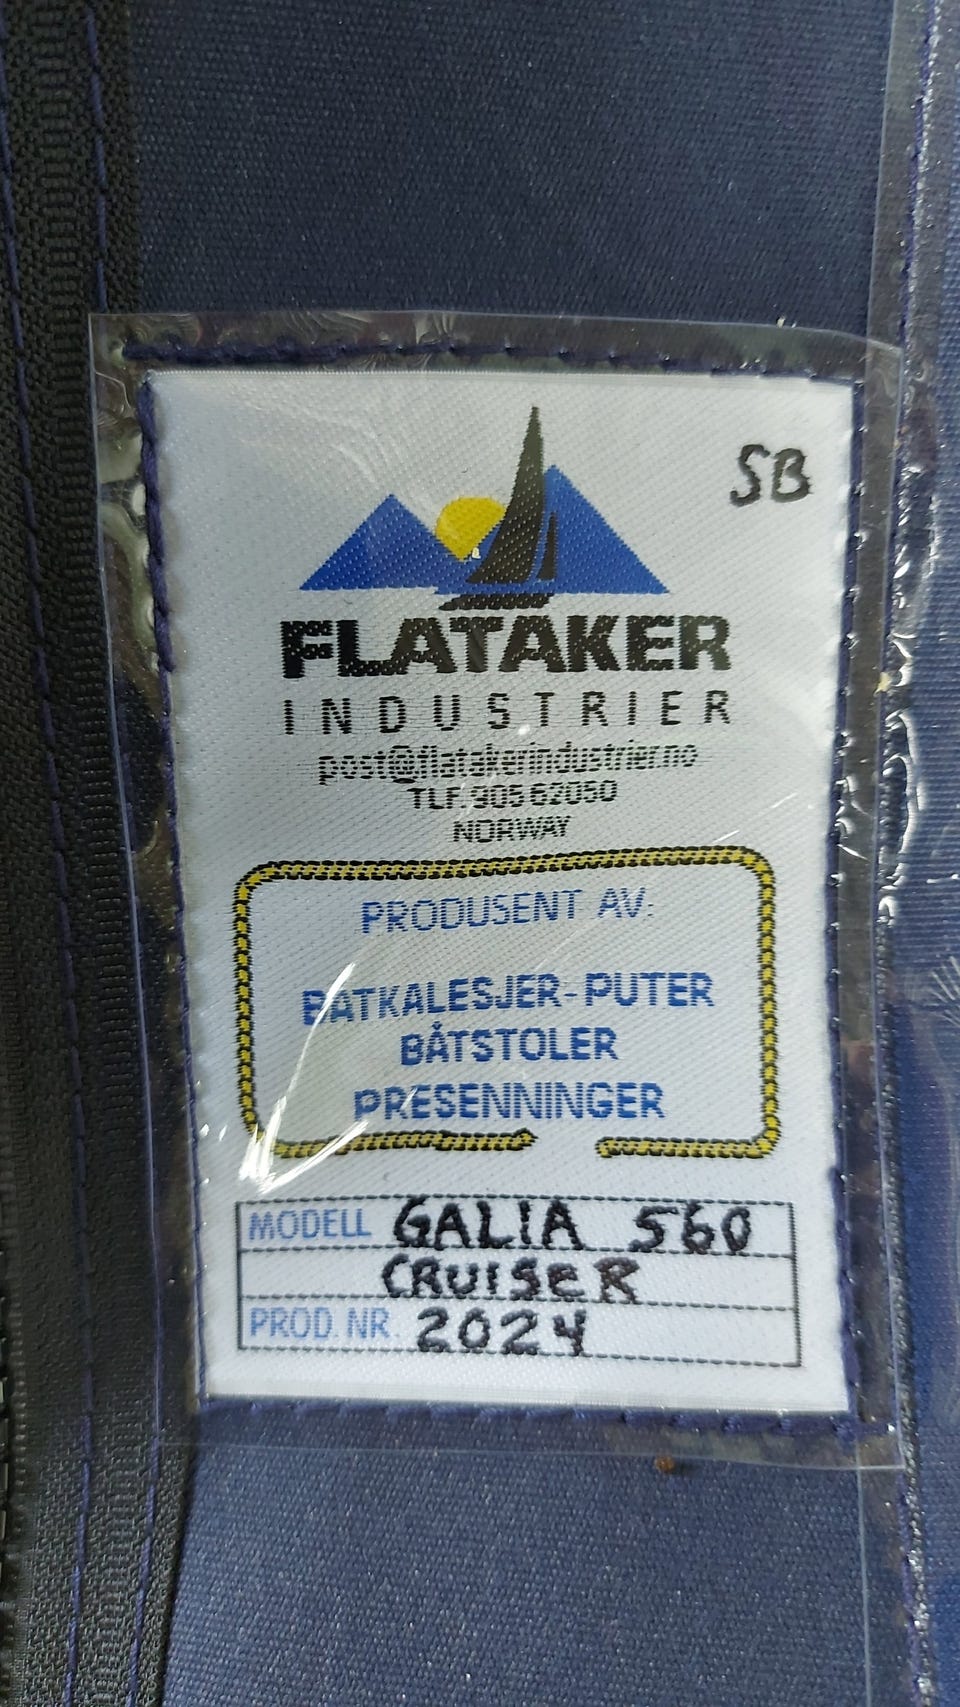 SB
FLATAKER
INDUSTRIER
post@flatakerindustrier.no
TLF. 905 62050
NORWAY
PRODUSENT AV:
BÅTKALESJER-PUTER
BÅTSTOLER
PRESENNINGER
MODELL GALIA 560
CRUISER
PROD. NR. 2024